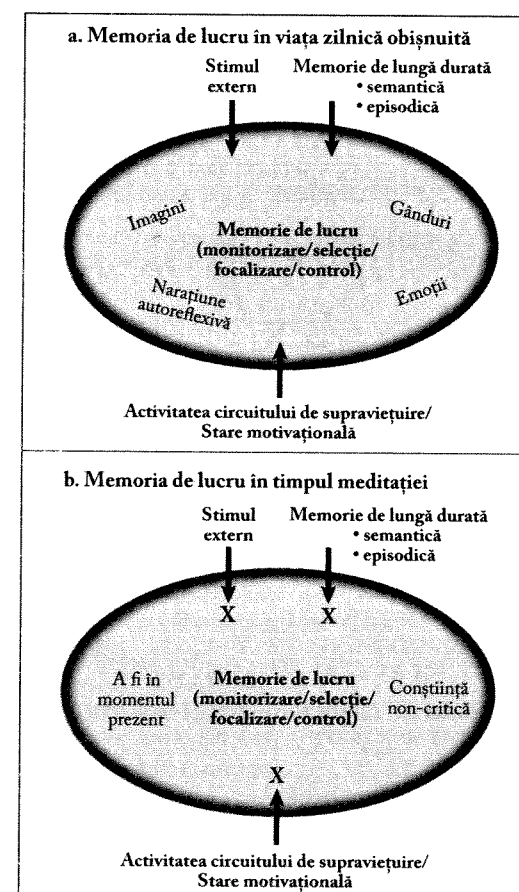 a. Memoria de lucru în viața zilnică obișnuită
Stimul
extern
Memorie de lungă durată
• semantică
• episodică
Imagini
Gânduri
Memorie de lucru
(monitorizare/selecție/
focalizare/control)
Narațiune
autoreflexivă
Emoții
Activitatea circuitului de supraviețuire/
Stare motivațională
b. Memoria de lucru în timpul meditației
Stimul
extern
Memorie de lungă durată
• semantică
• episodică
X
X
A fi în
momentul
prezent
Memorie de lucru
(monitorizare/selecție/
focalizare/control)
Conștiință
non-critică
X
Activitatea circuitului de supraviețuire/
Stare motivațională